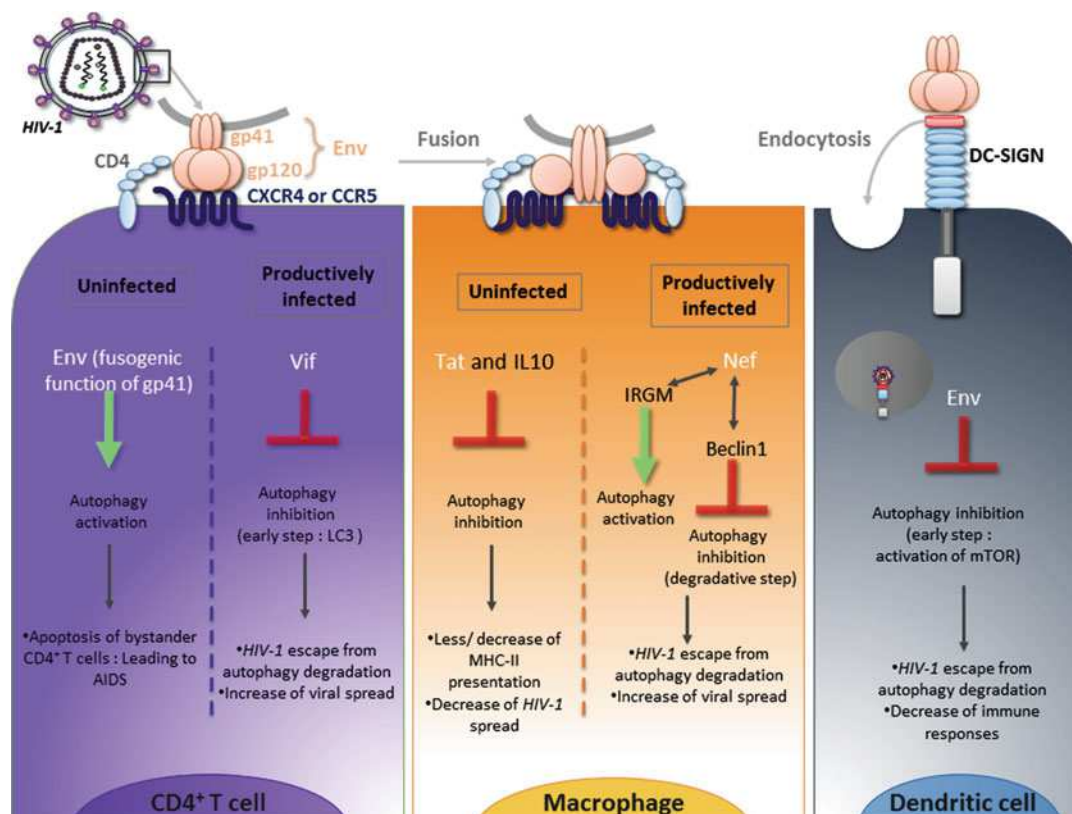 HIV-1
CD4
gp41
gp120
Env
CXCR4 or CCR5
Fusion
Endocytosis
DC-SIGN
Uninfected
Env (fusogenic
function of gp41)
Autophagy
activation
•Apoptosis of bystander
CD4⁺ T cells : Leading to
AIDS
Productively
infected
Vif
Autophagy
inhibition
(early step : LC3 )
•HIV-1 escape from
autophagy degradation
•Increase of viral spread
CD4⁺ T cell
Uninfected
Tat and IL10
Autophagy
inhibition
•Less/ decrease of
MHC-II
presentation
•Decrease of HIV-1
spread
Productively
infected
Nef
IRGM
Beclin1
Autophagy
activation
Autophagy
inhibition
(degradative step)
•HIV-1 escape from
autophagy degradation
•Increase of viral spread
Macrophage
Env
Autophagy inhibition
(early step :
activation of mTOR)
•HIV-1 escape from
autophagy degradation
•Decrease of immune
responses
Dendritic cell